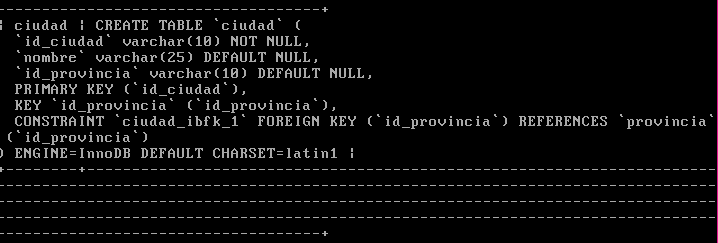 ---------------------------------------+
| ciudad | CREATE TABLE `ciudad` (
  `id_ciudad` varchar(10) NOT NULL,
  `nombre` varchar(25) DEFAULT NULL,
  `id_provincia` varchar(10) DEFAULT NULL,
  PRIMARY KEY (`id_ciudad`),
  KEY `id_provincia` (`id_provincia`),
  CONSTRAINT `ciudad_ibfk_1` FOREIGN KEY (`id_provincia`) REFERENCES `provincia`
 (`id_provincia`)
) ENGINE=InnoDB DEFAULT CHARSET=latin1 |
+--------+-------------------------------------------------------------------------------
----------------------------------------------------------------------------------------
----------------------------------------------------------------------------------------
----------------------------------------------------------------------------------------
---------------------------------------+